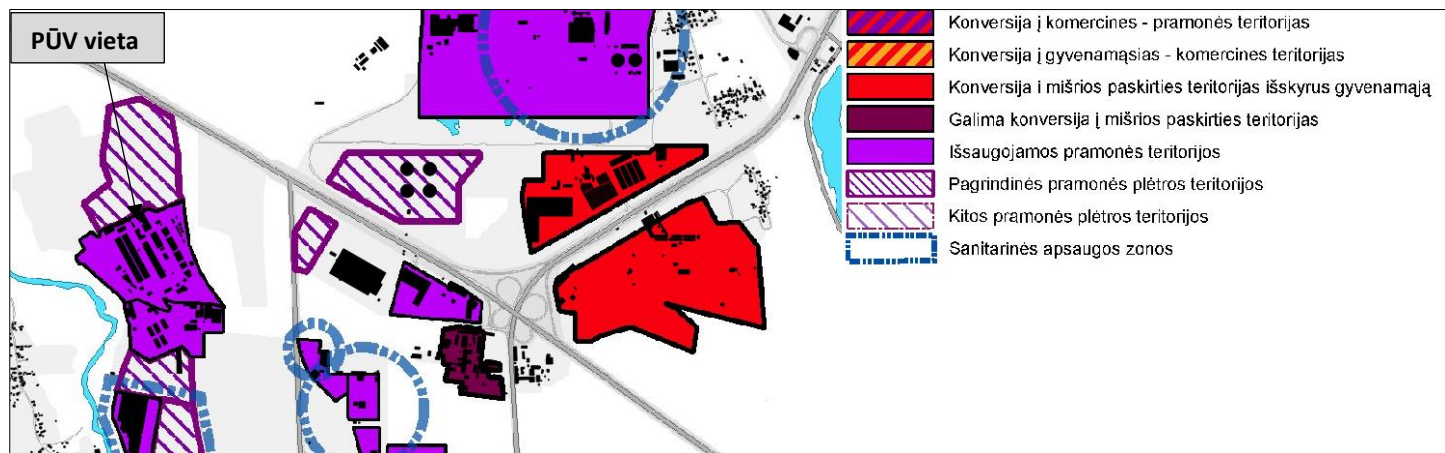 PŪV vieta
Konversija į komercines - pramonės teritorijas
Konversija į gyvenamąsias - komercines teritorijas
Konversija i mišrios paskirties teritorijas išskyrus gyvenamąją
Galima konversija į mišrios paskirties teritorijas
Išsaugojamos pramonės teritorijos
Pagrindinės pramonės plėtros teritorijos
Kitos pramonės plėtros teritorijos
Sanitarinės apsaugos zonos